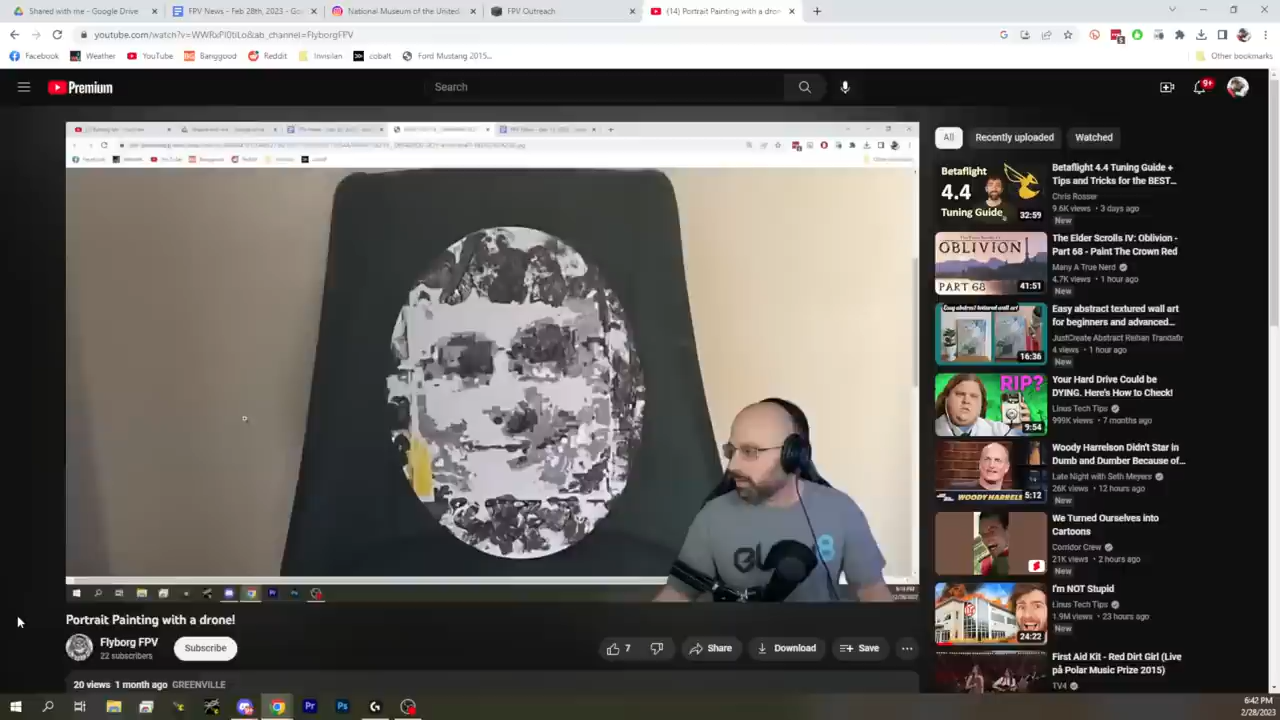 Shared with me - Google Drive
FPV News - Feb 28th, 2023 - Goo
National Museum of the United
FPV Outreach
(14) Portrait Painting with a dron
youtube.com/watch?v=WWRxPI0tiLo&ab_channel=FlyborgFPV
Facebook
Weather
YouTube
Banggood
Reddit
Innisilan
cobalt
Ford Mustang 2015...
Other bookmarks
Premium
Search
9+
All
Recently uploaded
Watched
Betaflight
4.4
Tuning Guide
32:59
Betaflight 4.4 Tuning Guide +
Tips and Tricks for the BEST...
Chris Rosser
9.6K views • 3 days ago
New
OBLIVION
PART 68
41:51
The Elder Scrolls IV: Oblivion -
Part 68 - Paint The Crown Red
Many A True Nerd
4.7K views • 1 hour ago
New
Easy abstract textured wall art
16:36
Easy abstract textured wall art
for beginners and advanced...
JustCreate Abstract Reihan Trandafir
4 views • 1 hour ago
New
RIP?
9:54
Your Hard Drive Could be
DYING. Here's How to Check!
Linus Tech Tips
999K views • 7 months ago
WOODY HARRELS
5:12
Woody Harrelson Didn't Star in
Dumb and Dumber Because of...
Late Night with Seth Meyers
26K views • 12 hours ago
New
We Turned Ourselves into
Cartoons
Corridor Crew
21K views • 2 hours ago
New
24:22
I'm NOT Stupid
Linus Tech Tips
1.9M views • 23 hours ago
New
First Aid Kit - Red Dirt Girl (Live
på Polar Music Prize 2015)
TV4
Portrait Painting with a drone!
Flyborg FPV
22 subscribers
Subscribe
7
Share
Download
Save
20 views 1 month ago GREENVILLE
6:42 PM
2/28/2023